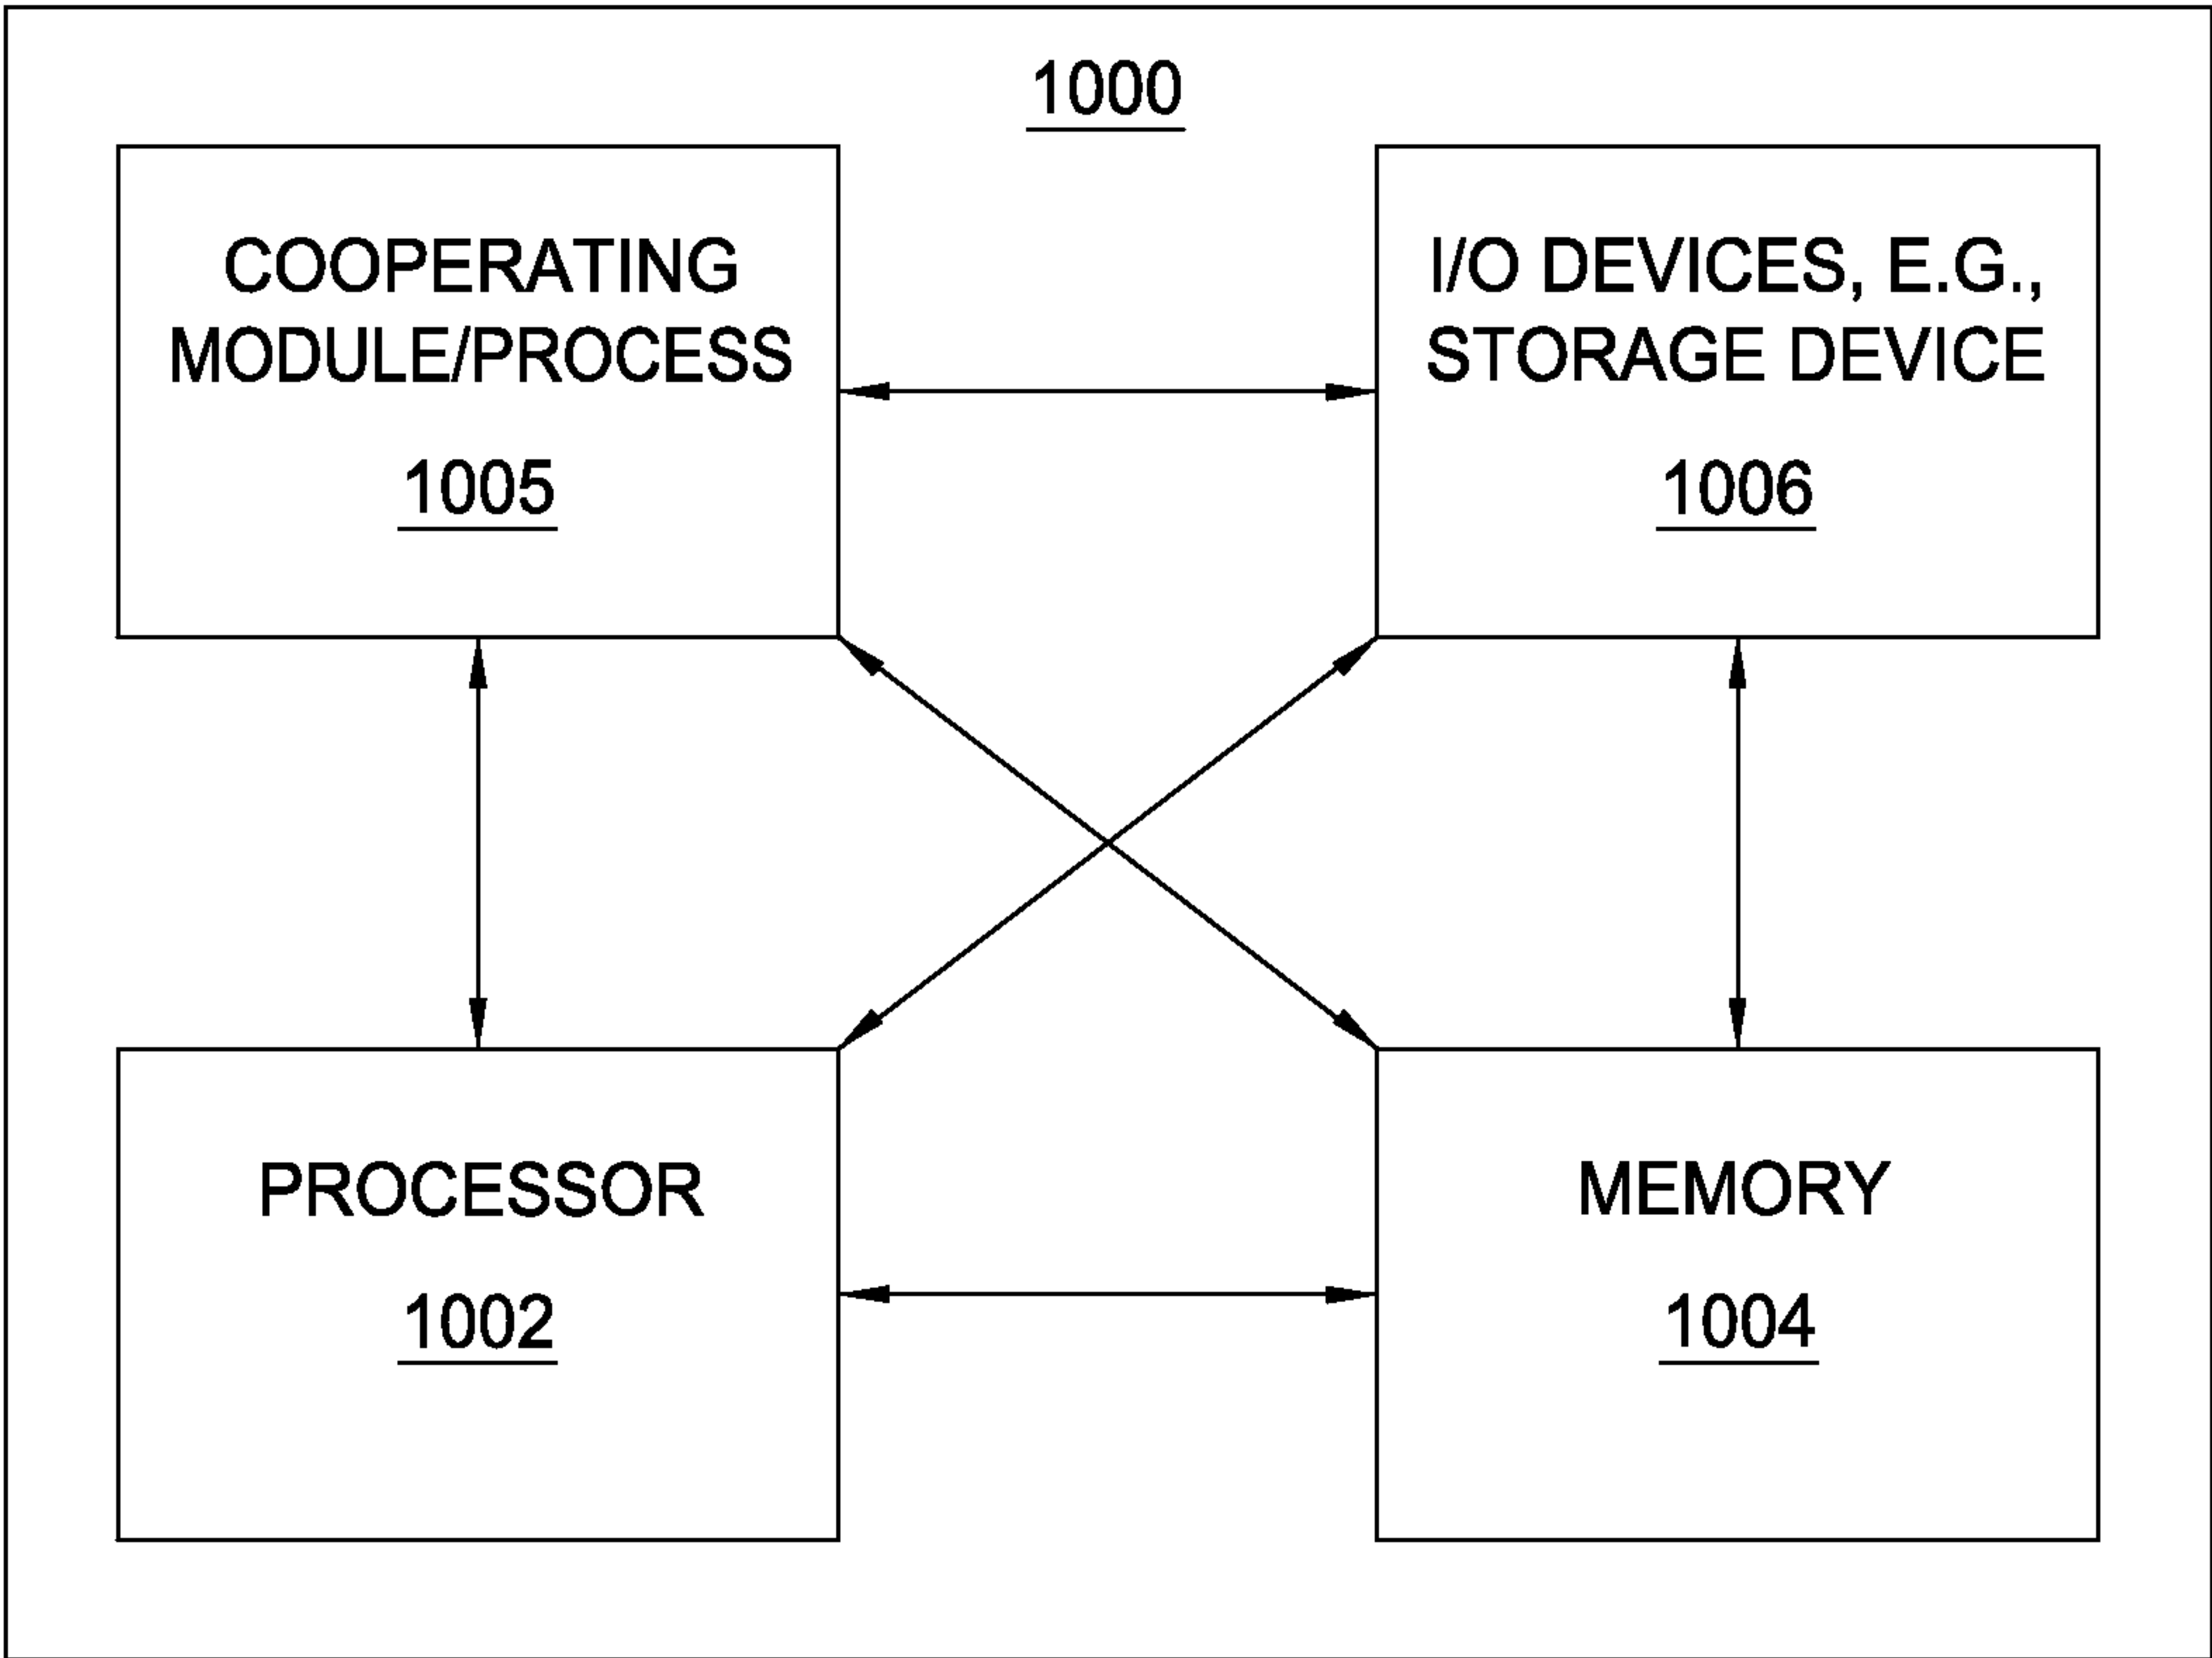 1000
COOPERATING
MODULE/PROCESS
1005
I/O DEVICES, E.G.,
STORAGE DEVICE
1006
PROCESSOR
1002
MEMORY
1004